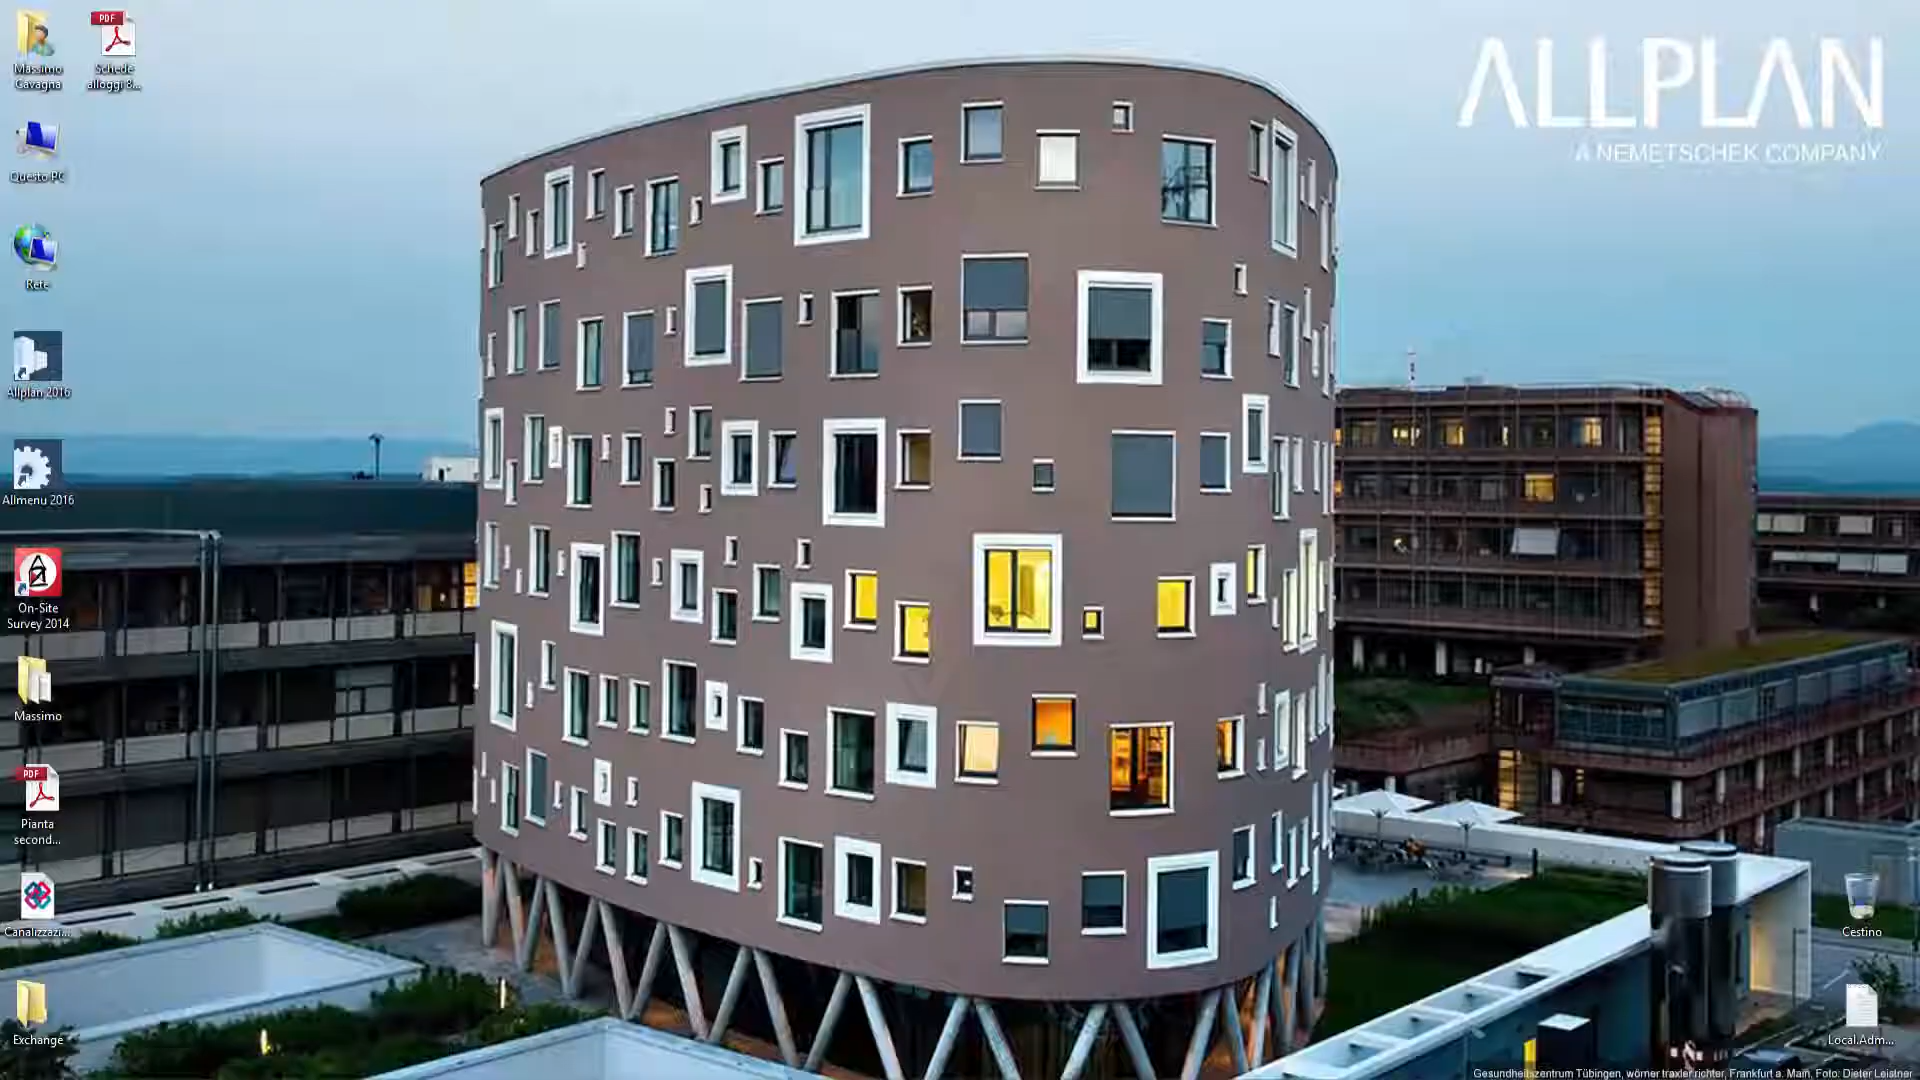 Massimo
Cavagna
PDF
Schede
alloggi 8...
Questo PC
Rete
Allplan 2016
Allmenu 2016
On-Site
Survey 2014
Massimo
PDF
Pianta
second...
Canalizzazi...
Exchange
ALLPLAN
A NEMETSCHEK COMPANY
Cestino
Local.Adm...
Gesundheitszentrum Tübingen, wörner traxler richter, Frankfurt a. Main, Foto: Dieter Leistner